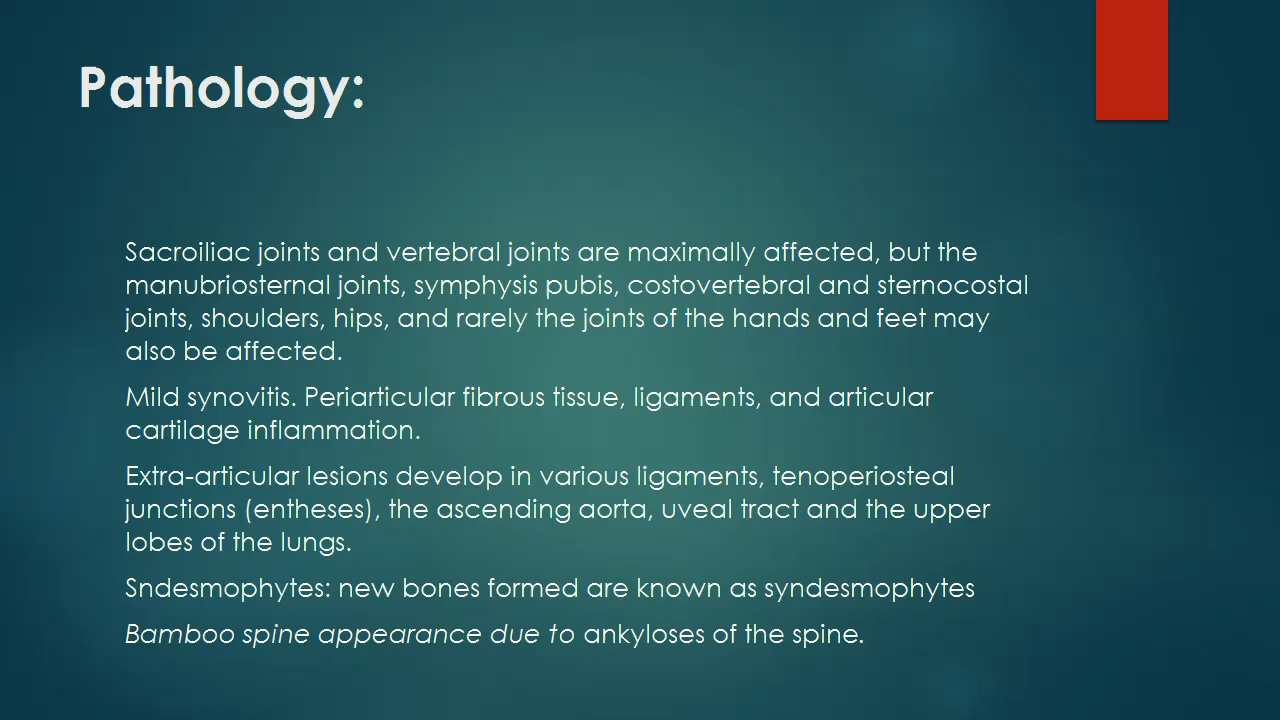 Pathology:
Sacroiliac joints and vertebral joints are maximally affected, but the
manubriosternal joints, symphysis pubis, costovertebral and sternocostal
joints, shoulders, hips, and rarely the joints of the hands and feet may
also be affected.
Mild synovitis. Periarticular fibrous tissue, ligaments, and articular
cartilage inflammation.
Extra-articular lesions develop in various ligaments, tenoperiosteal
junctions (entheses), the ascending aorta, uveal tract and the upper
lobes of the lungs.
Sndesmophytes: new bones formed are known as syndesmophytes
Bamboo spine appearance due to ankyloses of the spine.